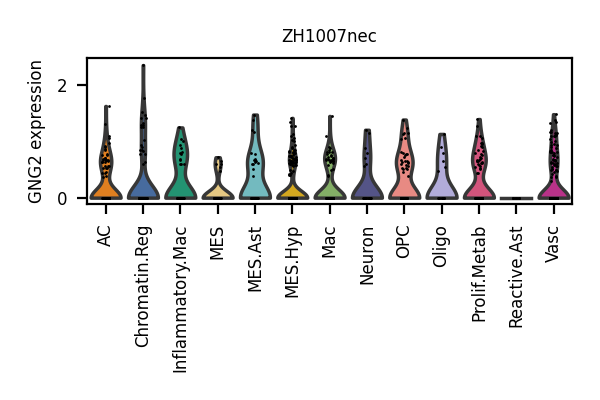 ZH1007nec
GNG2 expression
2
0
AC
Chromatin.Reg
Inflammatory.Mac
MES
MES.Ast
MES.Hyp
Mac
Neuron
OPC
Oligo
Prolif.Metab
Reactive.Ast
Vasc